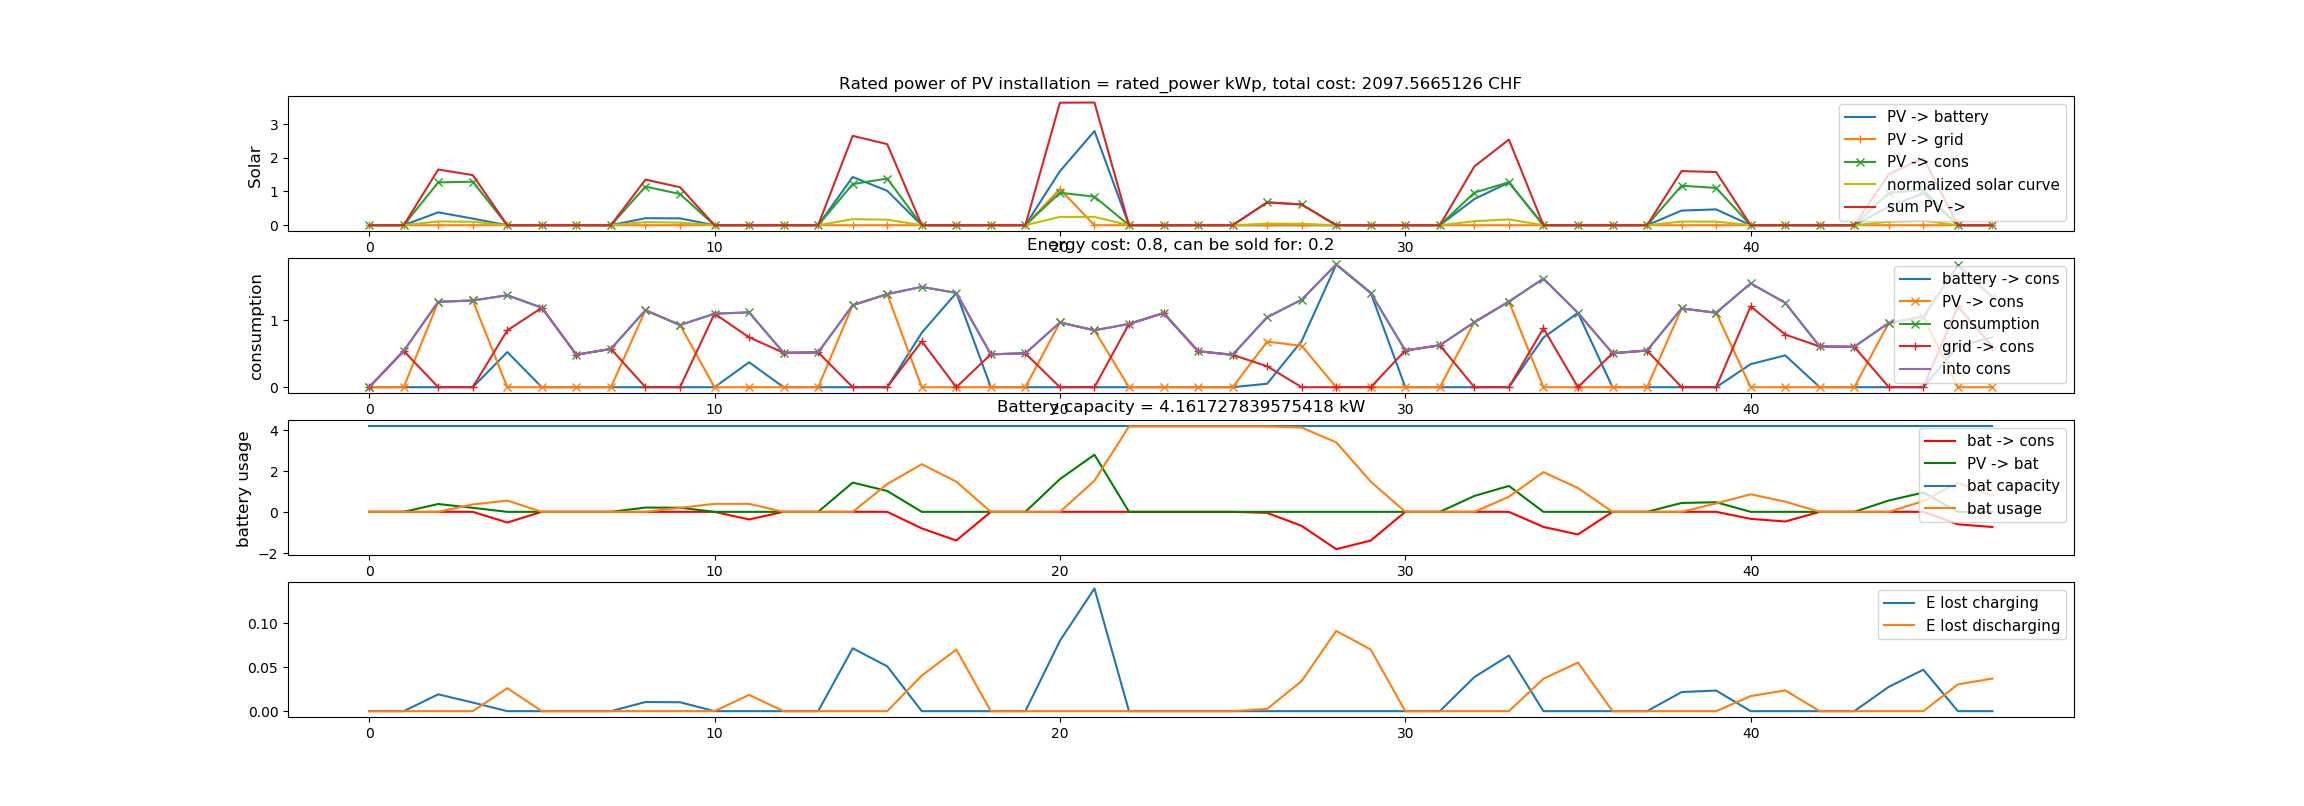 Rated power of PV installation = rated_power kWp, total cost: 2097.5665126 CHF
Solar
3
2
1
0
PV -> battery
PV -> grid
PV -> cons
normalized solar curve
sum PV ->
0 10 20 30 40
Energy cost: 0.8, can be sold for: 0.2
consumption
1
0
battery -> cons
PV -> cons
consumption
grid -> cons
into cons
0 10 20 30 40
Battery capacity = 4.161727839575418 kW
battery usage
4
2
0
−2
bat -> cons
PV -> bat
bat capacity
bat usage
0 10 20 30 40
0.10
0.05
0.00
E lost charging
E lost discharging
0 10 20 30 40